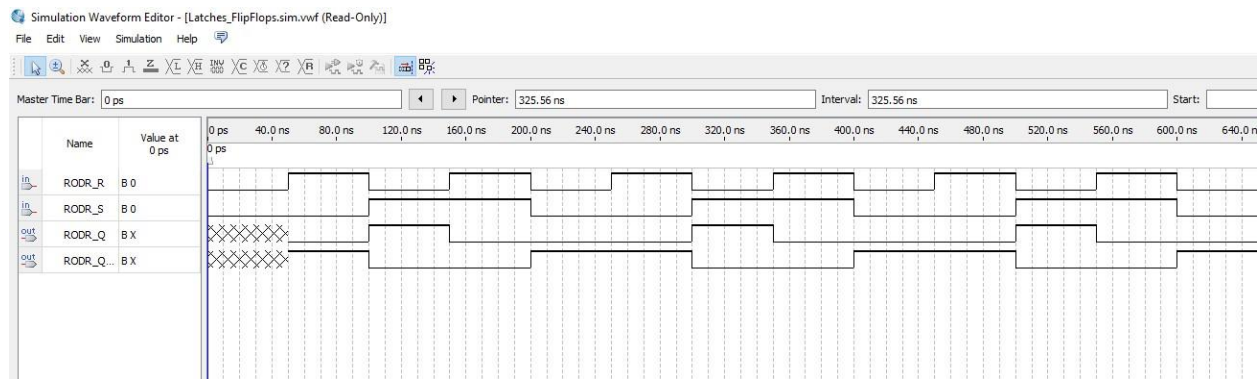 Simulation Waveform Editor - [Latches_FlipFlops.sim.vwf (Read-Only)]
File Edit View Simulation Help
Master Time Bar: 0 ps Pointer: 325.56 ns Interval: 325.56 ns Start:
Name Value at 0 ps
0 ps 40.0 ns 80.0 ns 120.0 ns 160.0 ns 200.0 ns 240.0 ns 280.0 ns 320.0 ns 360.0 ns 400.0 ns 440.0 ns 480.0 ns 520.0 ns 560.0 ns 600.0 ns 640.0 n
0 ps
in RODR_R B 0
in RODR_S B 0
out RODR_Q B X
out RODR_Q... B X